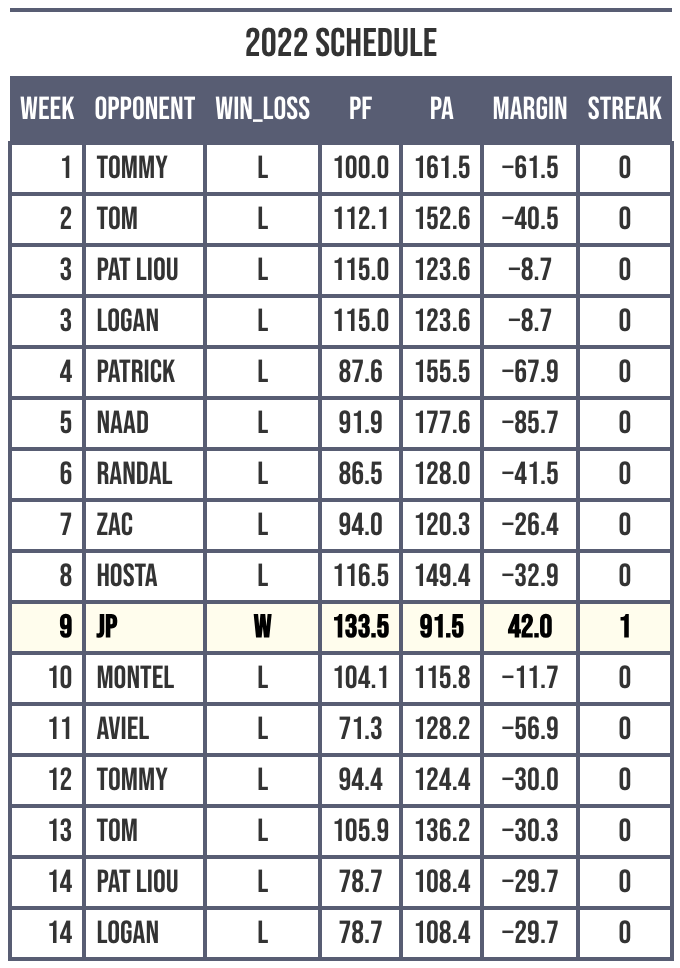 2022 SCHEDULE
WEEK OPPONENT WIN_LOSS PF PA MARGIN STREAK
1 TOMMY L 100.0 161.5 −61.5 0
2 TOM L 112.1 152.6 −40.5 0
3 PAT LIOU L 115.0 123.6 −8.7 0
3 LOGAN L 115.0 123.6 −8.7 0
4 PATRICK L 87.6 155.5 −67.9 0
5 NAAD L 91.9 177.6 −85.7 0
6 RANDAL L 86.5 128.0 −41.5 0
7 ZAC L 94.0 120.3 −26.4 0
8 HOSTA L 116.5 149.4 −32.9 0
9 JP W 133.5 91.5 42.0 1
10 MONTEL L 104.1 115.8 −11.7 0
11 AVIEL L 71.3 128.2 −56.9 0
12 TOMMY L 94.4 124.4 −30.0 0
13 TOM L 105.9 136.2 −30.3 0
14 PAT LIOU L 78.7 108.4 −29.7 0
14 LOGAN L 78.7 108.4 −29.7 0